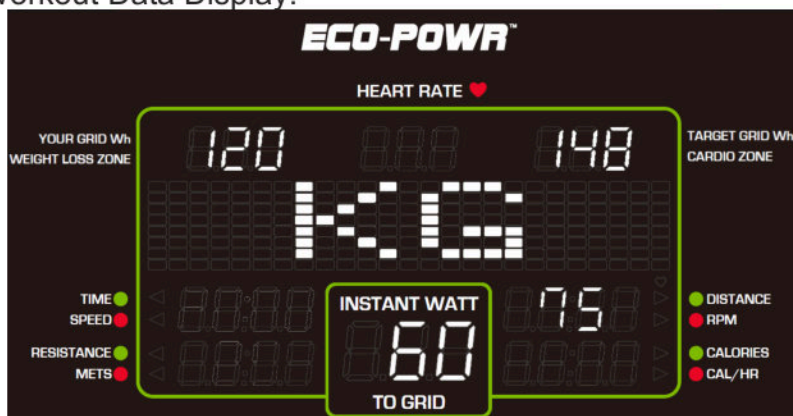 Workout Data Display:
ECO-POWR™
HEART RATE
YOUR GRID Wh
WEIGHT LOSS ZONE
120
148
TARGET GRID Wh
CARDIO ZONE
KG
TIME
SPEED
INSTANT WATT
75
DISTANCE
RPM
RESISTANCE
METS
60
CALORIES
CAL/HR
TO GRID